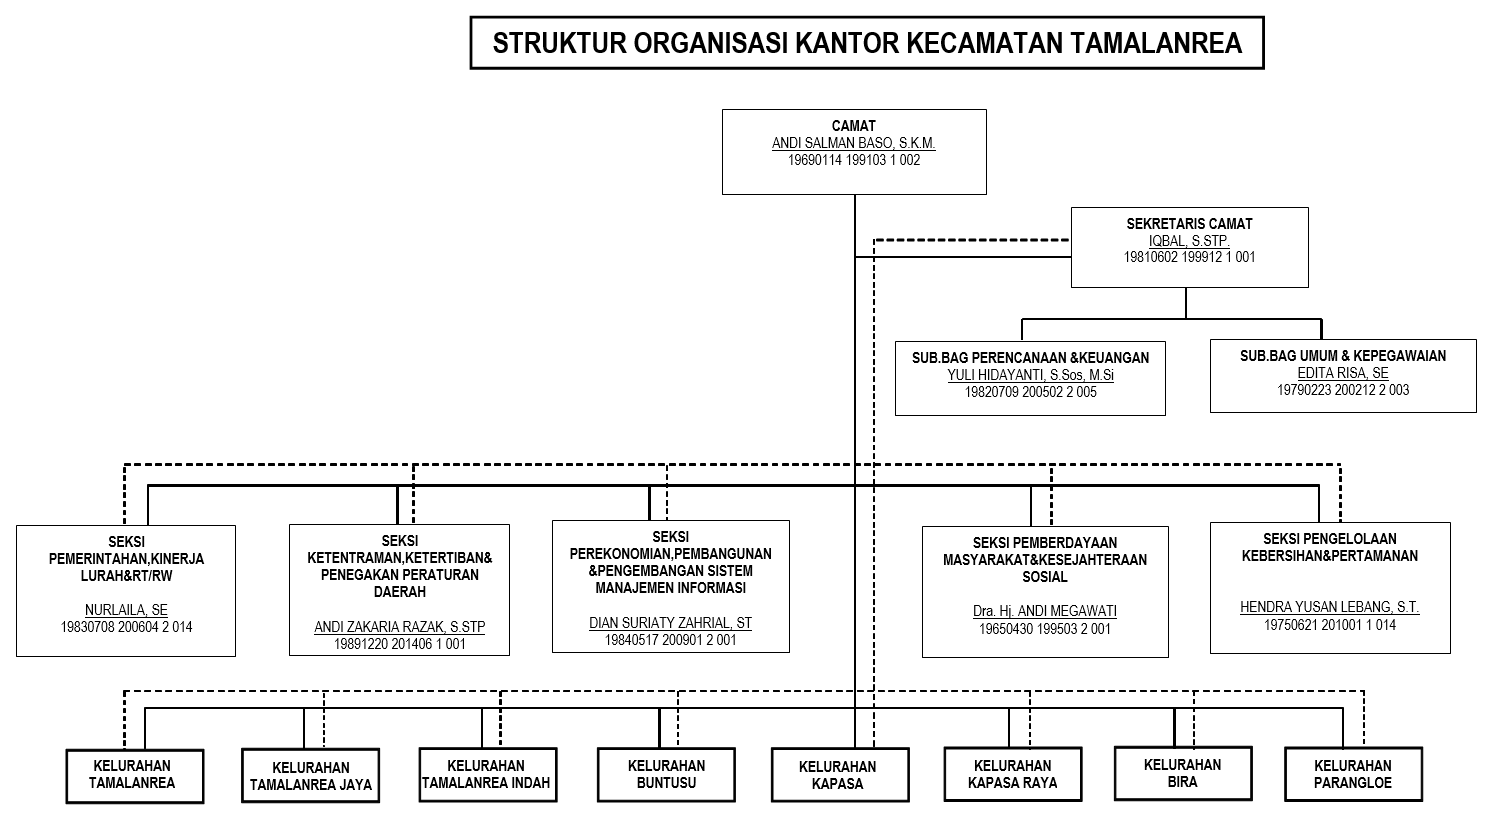 STRUKTUR ORGANISASI KANTOR KECAMATAN TAMALANREA
CAMAT
ANDI SALMAN BASO, S.K.M.
19690114 199103 1 002
SEKRETARIS CAMAT
IQBAL, S.STP.
19810602 199912 1 001
SUB.BAG PERENCANAAN &KEUANGAN
YULI HIDAYANTI, S.Sos, M.Si
19820709 200502 2 005
SUB.BAG UMUM & KEPEGAWAIAN
EDITA RISA, SE
19790223 200212 2 003
SEKSI
PEMERINTAHAN,KINERJA
LURAH&RT/RW
NURLAILA, SE
19830708 200604 2 014
SEKSI
KETENTRAMAN,KETERTIBAN&
PENEGAKAN PERATURAN
DAERAH
ANDI ZAKARIA RAZAK, S.STP
19891220 201406 1 001
SEKSI
PEREKONOMIAN,PEMBANGUNAN
&PENGEMBANGAN SISTEM
MANAJEMEN INFORMASI
DIAN SURIATY ZAHRIAL, ST
19840517 200901 2 001
SEKSI PEMBERDAYAAN
MASYARAKAT&KESEJAHTERAAN
SOSIAL
Dra. Hj. ANDI MEGAWATI
19650430 199503 2 001
SEKSI PENGELOLAAN
KEBERSIHAN&PERTAMANAN
HENDRA YUSAN LEBANG, S.T.
19750621 201001 1 014
KELURAHAN
TAMALANREA
KELURAHAN
TAMALANREA JAYA
KELURAHAN
TAMALANREA INDAH
KELURAHAN
BUNTUSU
KELURAHAN
KAPASA
KELURAHAN
KAPASA RAYA
KELURAHAN
BIRA
KELURAHAN
PARANGLOE